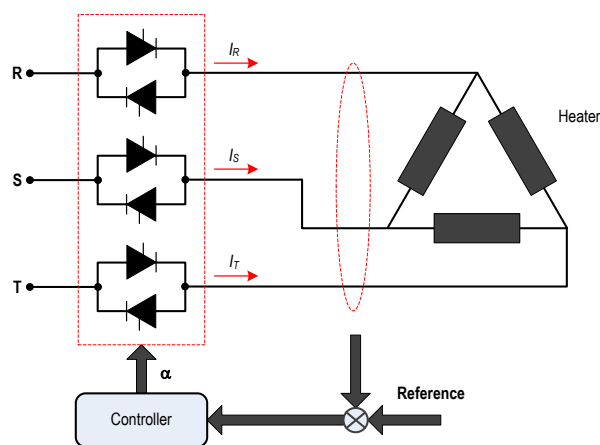 R
I_R
Heater
S
I_S
T
I_T
α
Reference
Controller